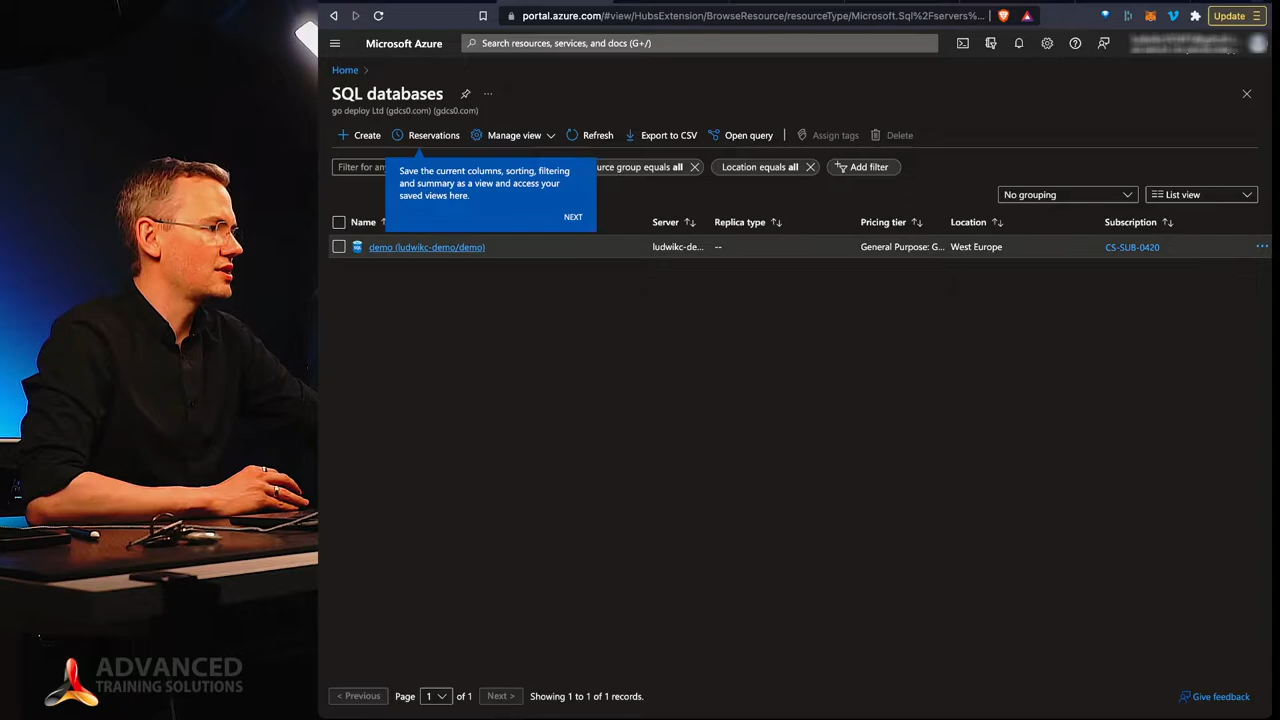 portal.azure.com/#view/HubsExtension/BrowseResource/resourceType/Microsoft.Sql%2Fservers%...
Update
Microsoft Azure
Search resources, services, and docs (G+/)
Home >
SQL databases
...
go deploy Ltd (gdcs0.com) (gdcs0.com)
+ Create
Reservations
Manage view
Refresh
Export to CSV
Open query
Assign tags
Delete
Filter for an
urce group equals all
Location equals all
Add filter
Save the current columns, sorting, filtering
and summary as a view and access your
saved views here.
NEXT
No grouping
List view
Name
Server
Replica type
Pricing tier
Location
Subscription
SQL
demo (ludwikc-demo/demo)
ludwikc-de...
--
General Purpose: G...
West Europe
CS-SUB-0420
...
ADVANCED
TRAINING SOLUTIONS
< Previous
Page
1
of 1
Next >
Showing 1 to 1 of 1 records.
Give feedback